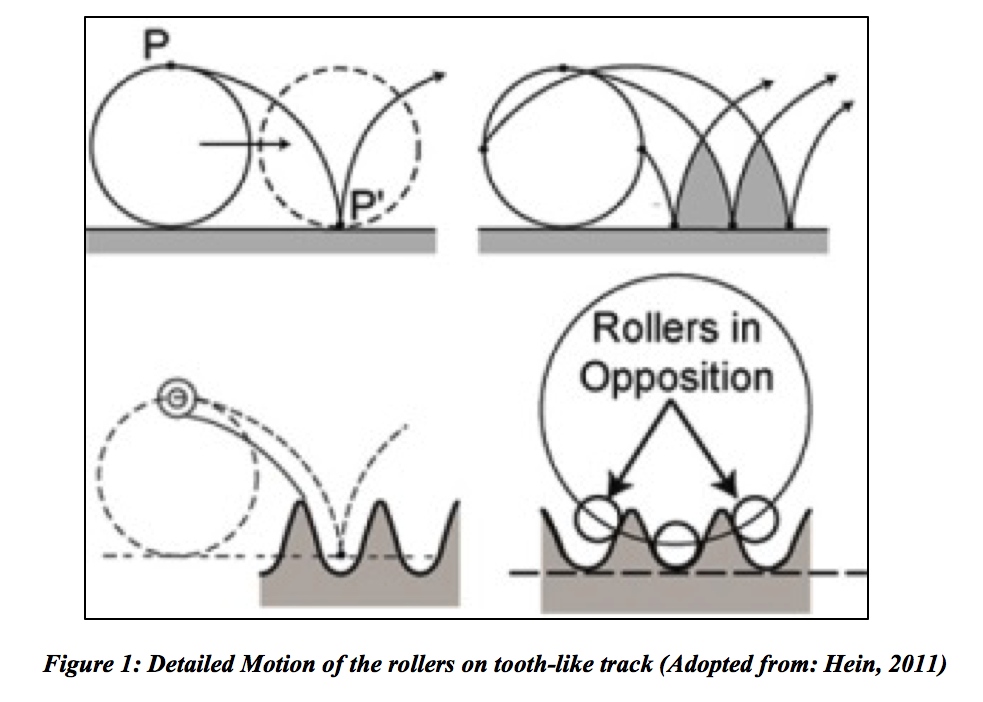 P
P'
Rollers in
Opposition
Figure 1: Detailed Motion of the rollers on tooth-like track (Adopted from: Hein, 2011)